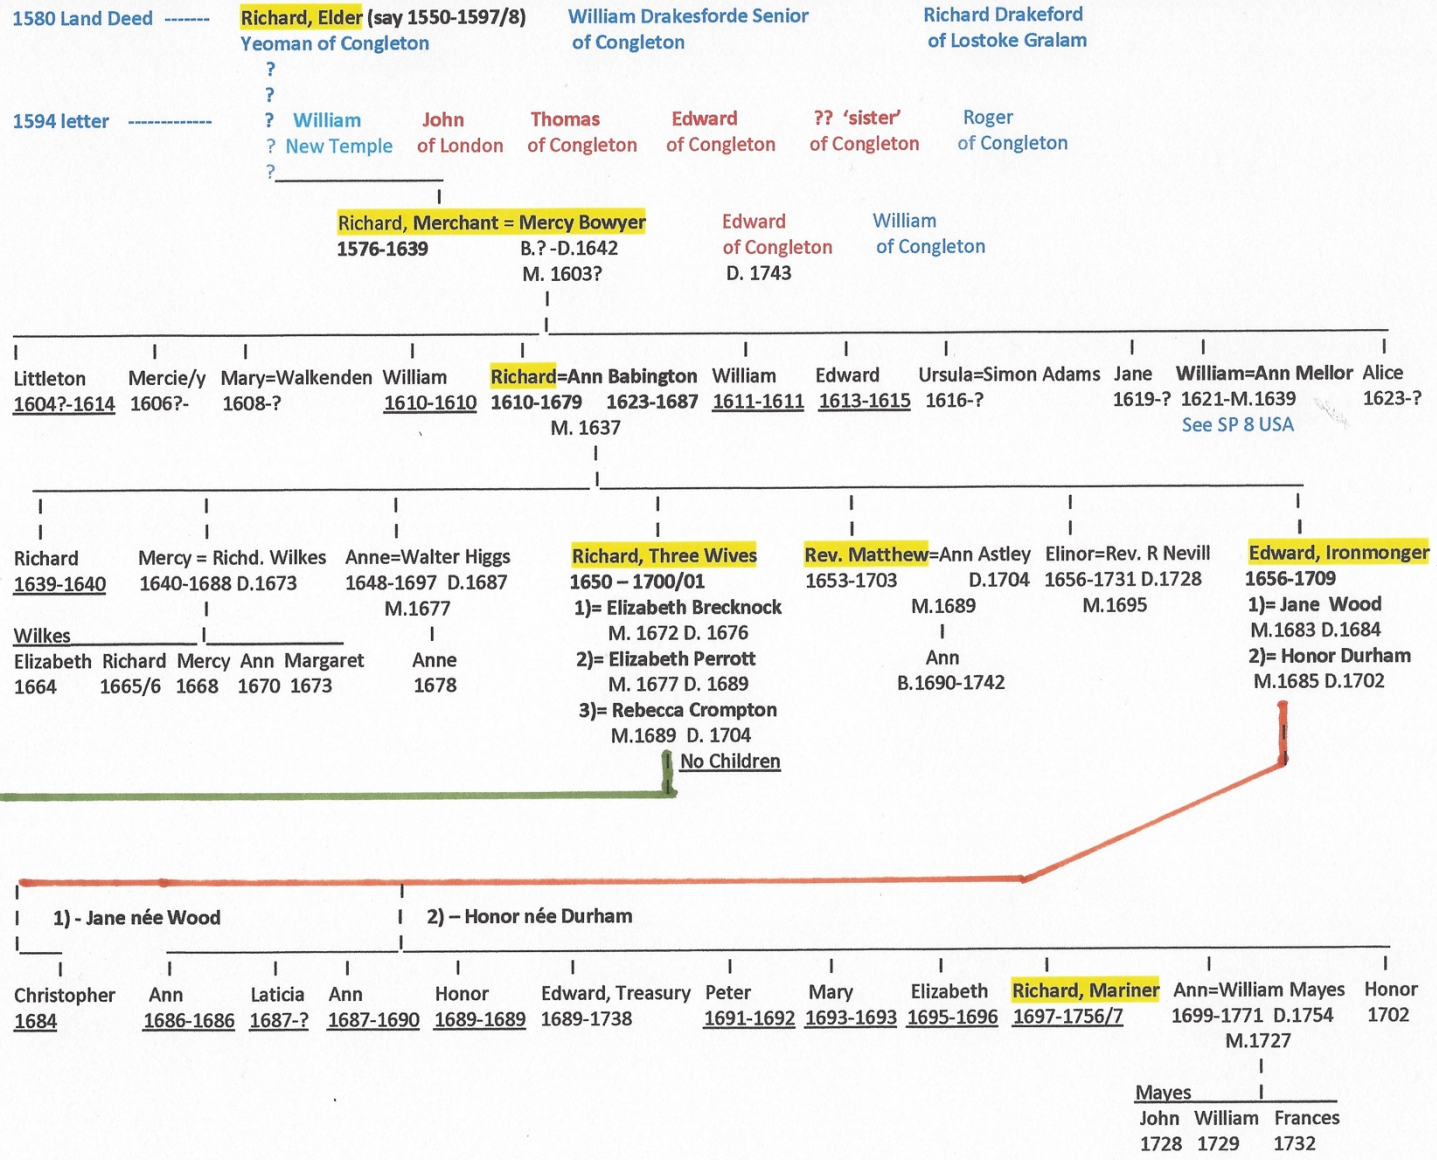 1580 Land Deed ------- Richard, Elder (say 1550-1597/8) William Drakesforde Senior Richard Drakeford
Yeoman of Congleton of Congleton of Lostoke Gralam
?
?
1594 letter ------------- ? William John Thomas Edward ?? ‘sister’ Roger
? New Temple of London of Congleton of Congleton of Congleton of Congleton
?
Richard, Merchant = Mercy Bowyer Edward William
1576-1639 B.? -D.1642 of Congleton of Congleton
M. 1603? D. 1743
Littleton Mercie/y Mary=Walkenden William Richard=Ann Babington William Edward Ursula=Simon Adams Jane William=Ann Mellor Alice
1604?-1614 1606?- 1608-? 1610-1610 1610-1679 1623-1687 1611-1611 1613-1615 1616-? 1619-? 1621-M.1639 1623-?
M. 1637 See SP 8 USA
Richard Mercy = Richd. Wilkes Anne=Walter Higgs Richard, Three Wives Rev. Matthew=Ann Astley Elinor=Rev. R Nevill Edward, Ironmonger
1639-1640 1640-1688 D.1673 1648-1697 D.1687 1650 – 1700/01 1653-1703 D.1704 1656-1731 D.1728 1656-1709
M.1677 1)= Elizabeth Brecknock M.1689 M.1695 1)= Jane Wood
Wilkes M. 1672 D. 1676 M.1683 D.1684
Elizabeth Richard Mercy Ann Margaret Anne 2)= Elizabeth Perrott Ann 2)= Honor Durham
1664 1665/6 1668 1670 1673 1678 M. 1677 D. 1689 B.1690-1742 M.1685 D.1702
3)= Rebecca Crompton
M.1689 D. 1704
No Children
1) - Jane née Wood 2) – Honor née Durham
Christopher Ann Laticia Ann Honor Edward, Treasury Peter Mary Elizabeth Richard, Mariner Ann=William Mayes Honor
1684 1686-1686 1687-? 1687-1690 1689-1689 1689-1738 1691-1692 1693-1693 1695-1696 1697-1756/7 1699-1771 D.1754 1702
M.1727
Mayes
John William Frances
1728 1729 1732